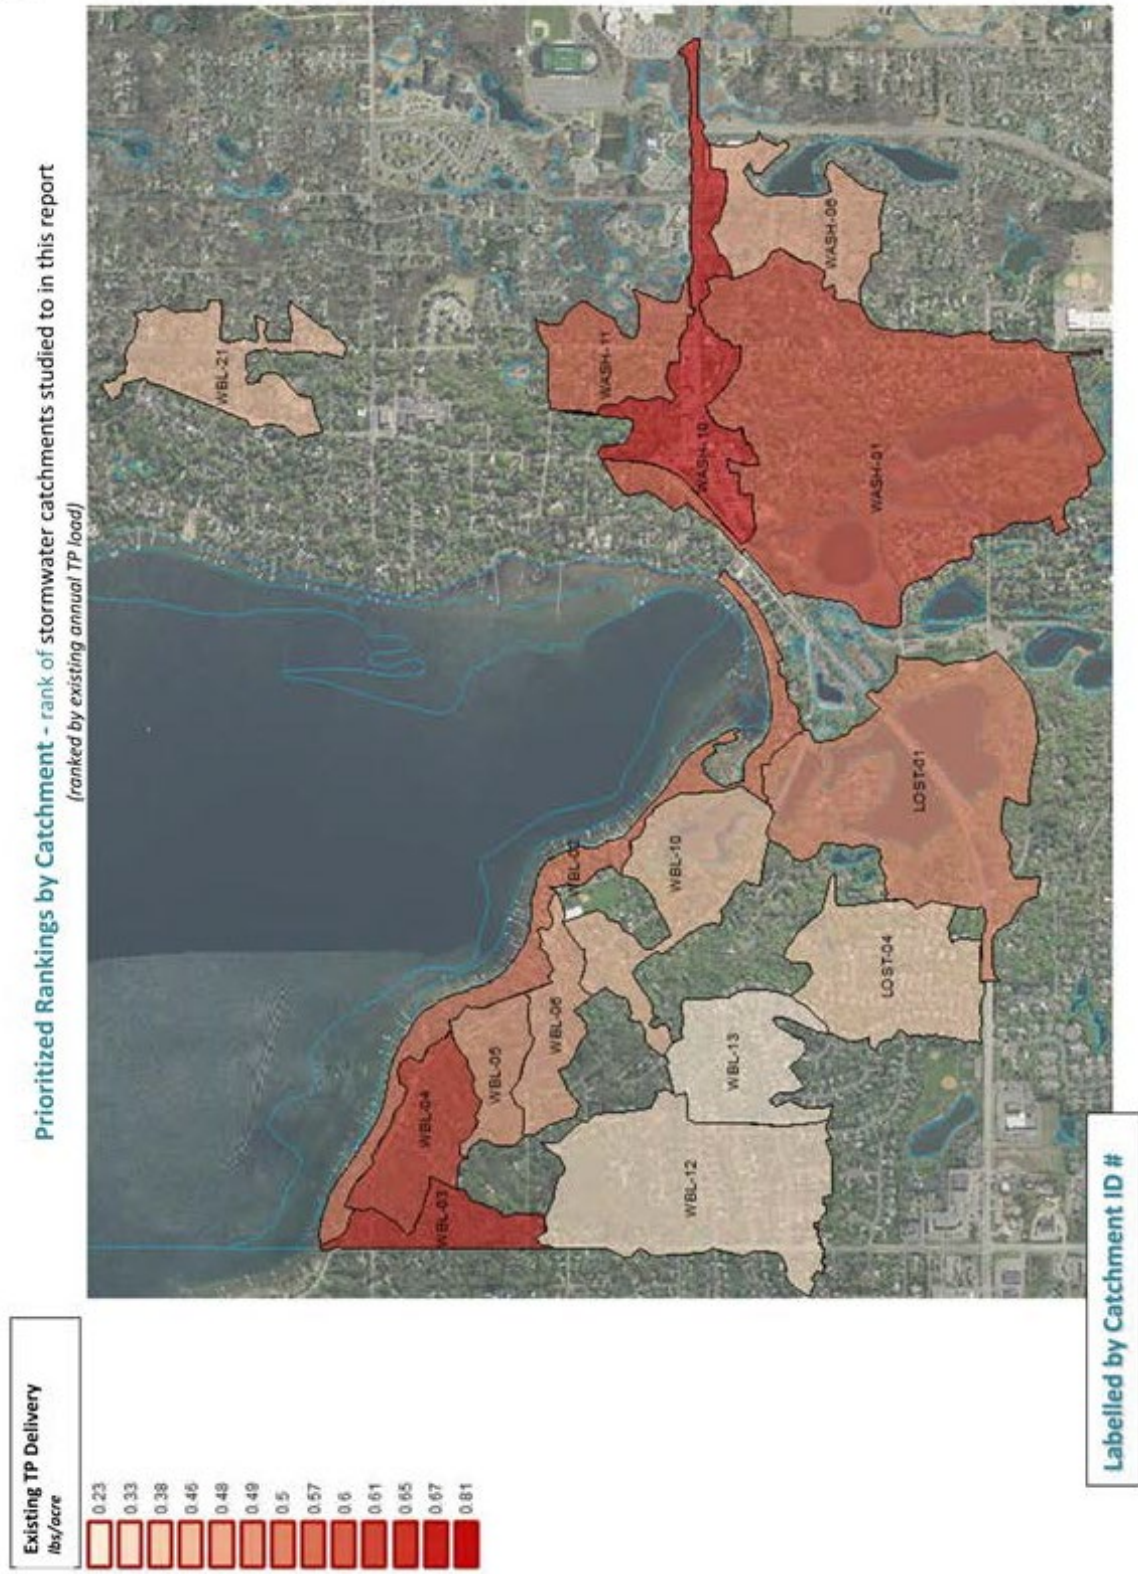 Prioritized Rankings by Catchment - rank of stormwater catchments studied to in this report
(ranked by existing annual TP load)
Existing TP Delivery
lbs/acre
0.23
0.33
0.38
0.46
0.48
0.49
0.5
0.57
0.6
0.61
0.65
0.67
0.81
WBL-21
WASH-11
WASH-10
WASH-06
WASH-01
WBL-02
WBL-10
LOST-01
WBL-04
WBL-05
WBL-06
WBL-03
WBL-13
LOST-04
WBL-12
Labelled by Catchment ID #